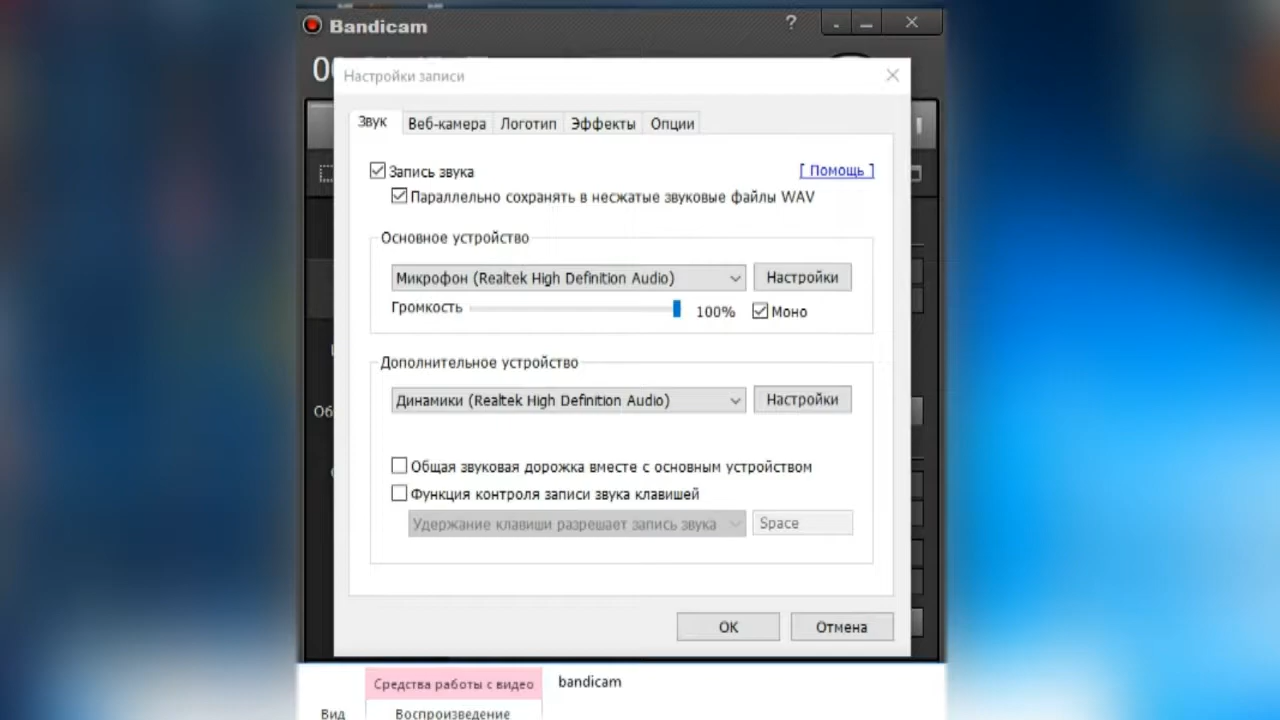 Bandicam
?
00
Настройки записи
Звук Веб-камера Логотип Эффекты Опции
Запись звука [ Помощь ]
Параллельно сохранять в несжатые звуковые файлы WAV
Основное устройство
Микрофон (Realtek High Definition Audio) Настройки
Громкость 100% Моно
Дополнительное устройство
Динамики (Realtek High Definition Audio) Настройки
Об
Общая звуковая дорожка вместе с основным устройством
Функция контроля записи звука клавишей
Удержание клавиши разрешает запись звука Space
OK Отмена
Средства работы с видео bandicam
Вид Воспроизведение